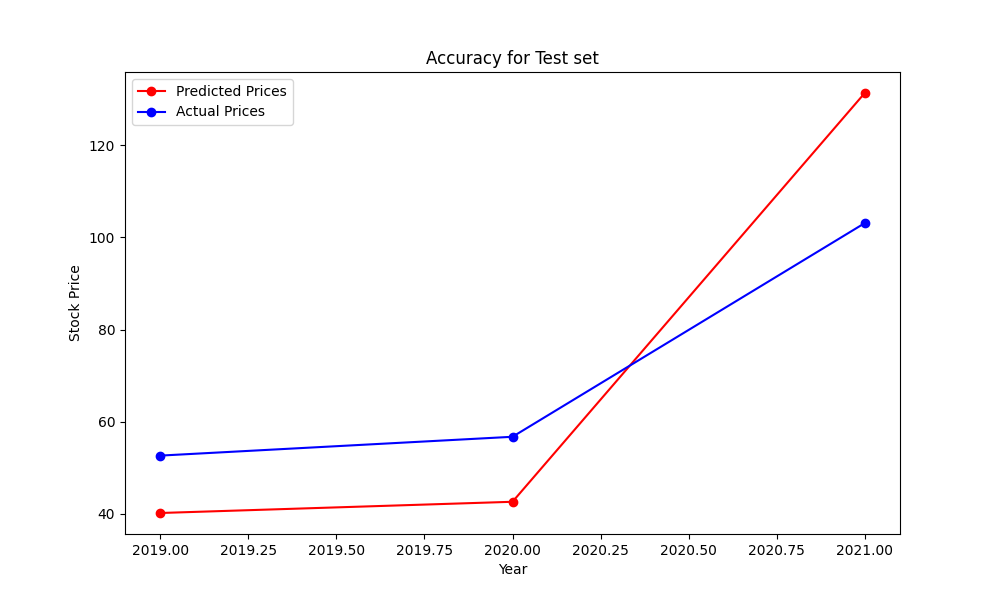 Accuracy for Test set
Predicted Prices
Actual Prices
Stock Price
120
100
80
60
40
2019.00 2019.25 2019.50 2019.75 2020.00 2020.25 2020.50 2020.75 2021.00
Year